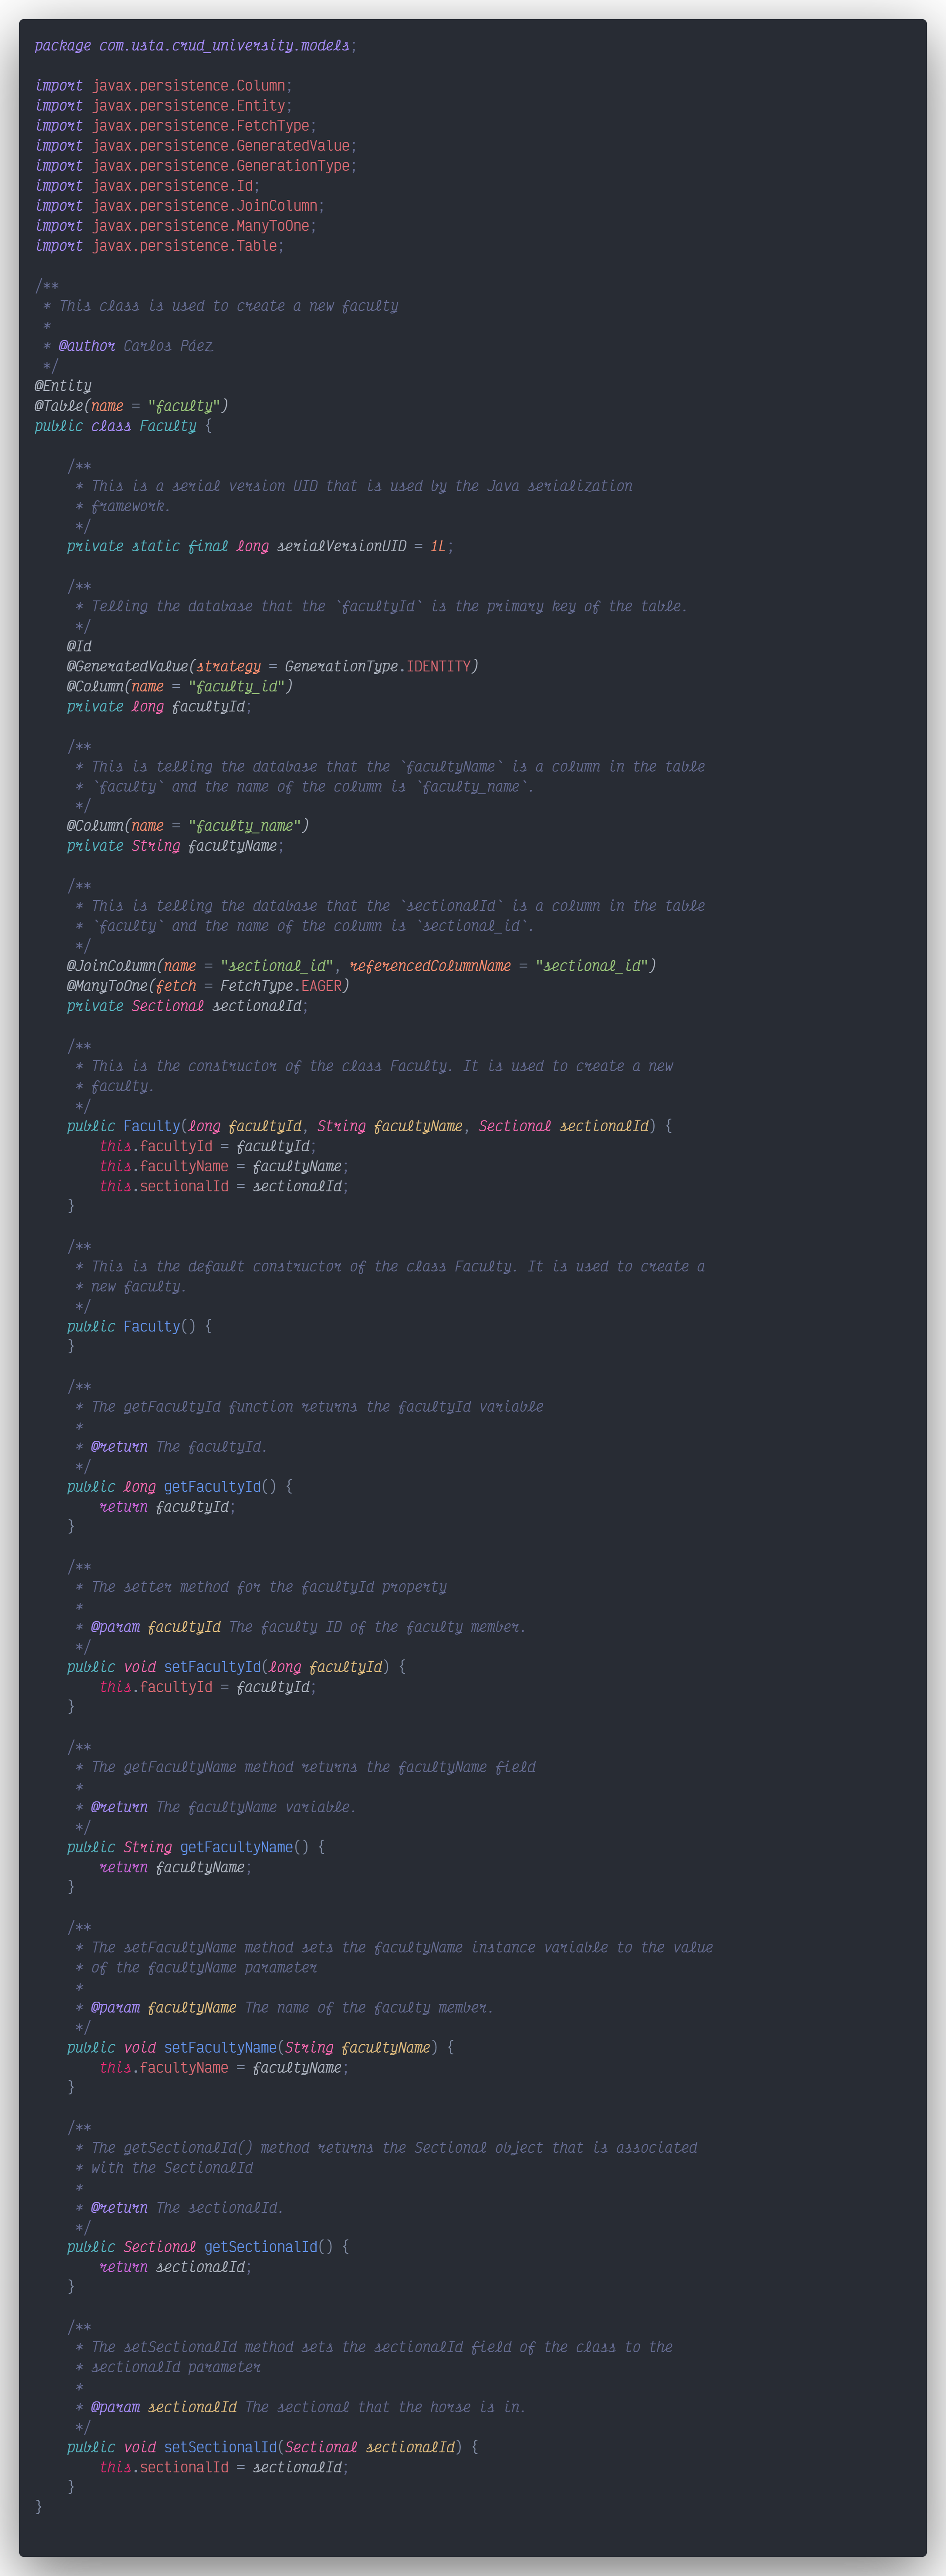 package com.usta.crud_university.models;

import javax.persistence.Column;
import javax.persistence.Entity;
import javax.persistence.FetchType;
import javax.persistence.GeneratedValue;
import javax.persistence.GenerationType;
import javax.persistence.Id;
import javax.persistence.JoinColumn;
import javax.persistence.ManyToOne;
import javax.persistence.Table;

/**
 * This class is used to create a new faculty
 *
 * @author Carlos Páez
 */
@Entity
@Table(name = "faculty")
public class Faculty {

    /**
     * This is a serial version UID that is used by the Java serialization
     * framework.
     */
    private static final long serialVersionUID = 1L;

    /**
     * Telling the database that the `facultyId` is the primary key of the table.
     */
    @Id
    @GeneratedValue(strategy = GenerationType.IDENTITY)
    @Column(name = "faculty_id")
    private long facultyId;

    /**
     * This is telling the database that the `facultyName` is a column in the table
     * `faculty` and the name of the column is `faculty_name`.
     */
    @Column(name = "faculty_name")
    private String facultyName;

    /**
     * This is telling the database that the `sectionalId` is a column in the table
     * `faculty` and the name of the column is `sectional_id`.
     */
    @JoinColumn(name = "sectional_id", referencedColumnName = "sectional_id")
    @ManyToOne(fetch = FetchType.EAGER)
    private Sectional sectionalId;

    /**
     * This is the constructor of the class Faculty. It is used to create a new
     * faculty.
     */
    public Faculty(long facultyId, String facultyName, Sectional sectionalId) {
        this.facultyId = facultyId;
        this.facultyName = facultyName;
        this.sectionalId = sectionalId;
    }

    /**
     * This is the default constructor of the class Faculty. It is used to create a
     * new faculty.
     */
    public Faculty() {
    }

    /**
     * The getFacultyId function returns the facultyId variable
     *
     * @return The facultyId.
     */
    public long getFacultyId() {
        return facultyId;
    }

    /**
     * The setter method for the facultyId property
     *
     * @param facultyId The faculty ID of the faculty member.
     */
    public void setFacultyId(long facultyId) {
        this.facultyId = facultyId;
    }

    /**
     * The getFacultyName method returns the facultyName field
     *
     * @return The facultyName variable.
     */
    public String getFacultyName() {
        return facultyName;
    }

    /**
     * The setFacultyName method sets the facultyName instance variable to the value
     * of the facultyName parameter
     *
     * @param facultyName The name of the faculty member.
     */
    public void setFacultyName(String facultyName) {
        this.facultyName = facultyName;
    }

    /**
     * The getSectionalId() method returns the Sectional object that is associated
     * with the SectionalId
     *
     * @return The sectionalId.
     */
    public Sectional getSectionalId() {
        return sectionalId;
    }

    /**
     * The setSectionalId method sets the sectionalId field of the class to the
     * sectionalId parameter
     *
     * @param sectionalId The sectional that the horse is in.
     */
    public void setSectionalId(Sectional sectionalId) {
        this.sectionalId = sectionalId;
    }
}